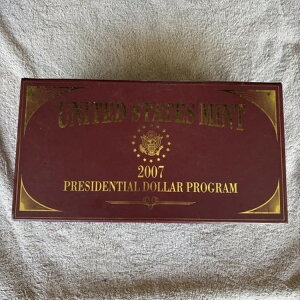 UNITED STATES MINT
2007
PRESIDENTIAL DOLLAR PROGRAM